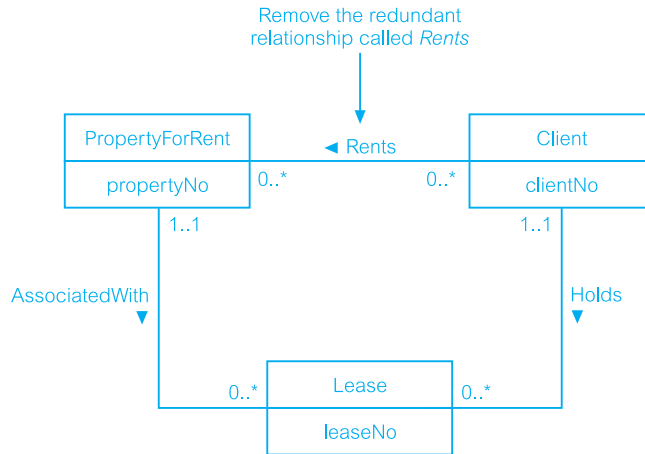 Remove the redundant
relationship called Rents
PropertyForRent
◄ Rents
Client
propertyNo
0..*
0..*
clientNo
1..1
1..1
AssociatedWith
▼
Holds
▼
0..*
Lease
0..*
leaseNo